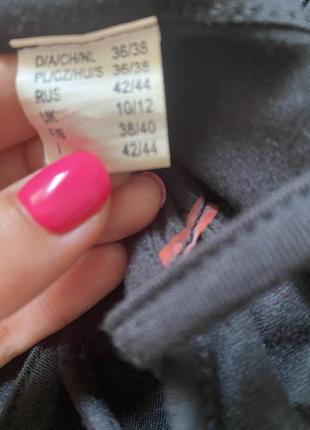 D/A/CH/NL 36/38
PL/CZ/HU/S 36/38
RUS 42/44
UK 10/12
F/B 38/40
I 42/44